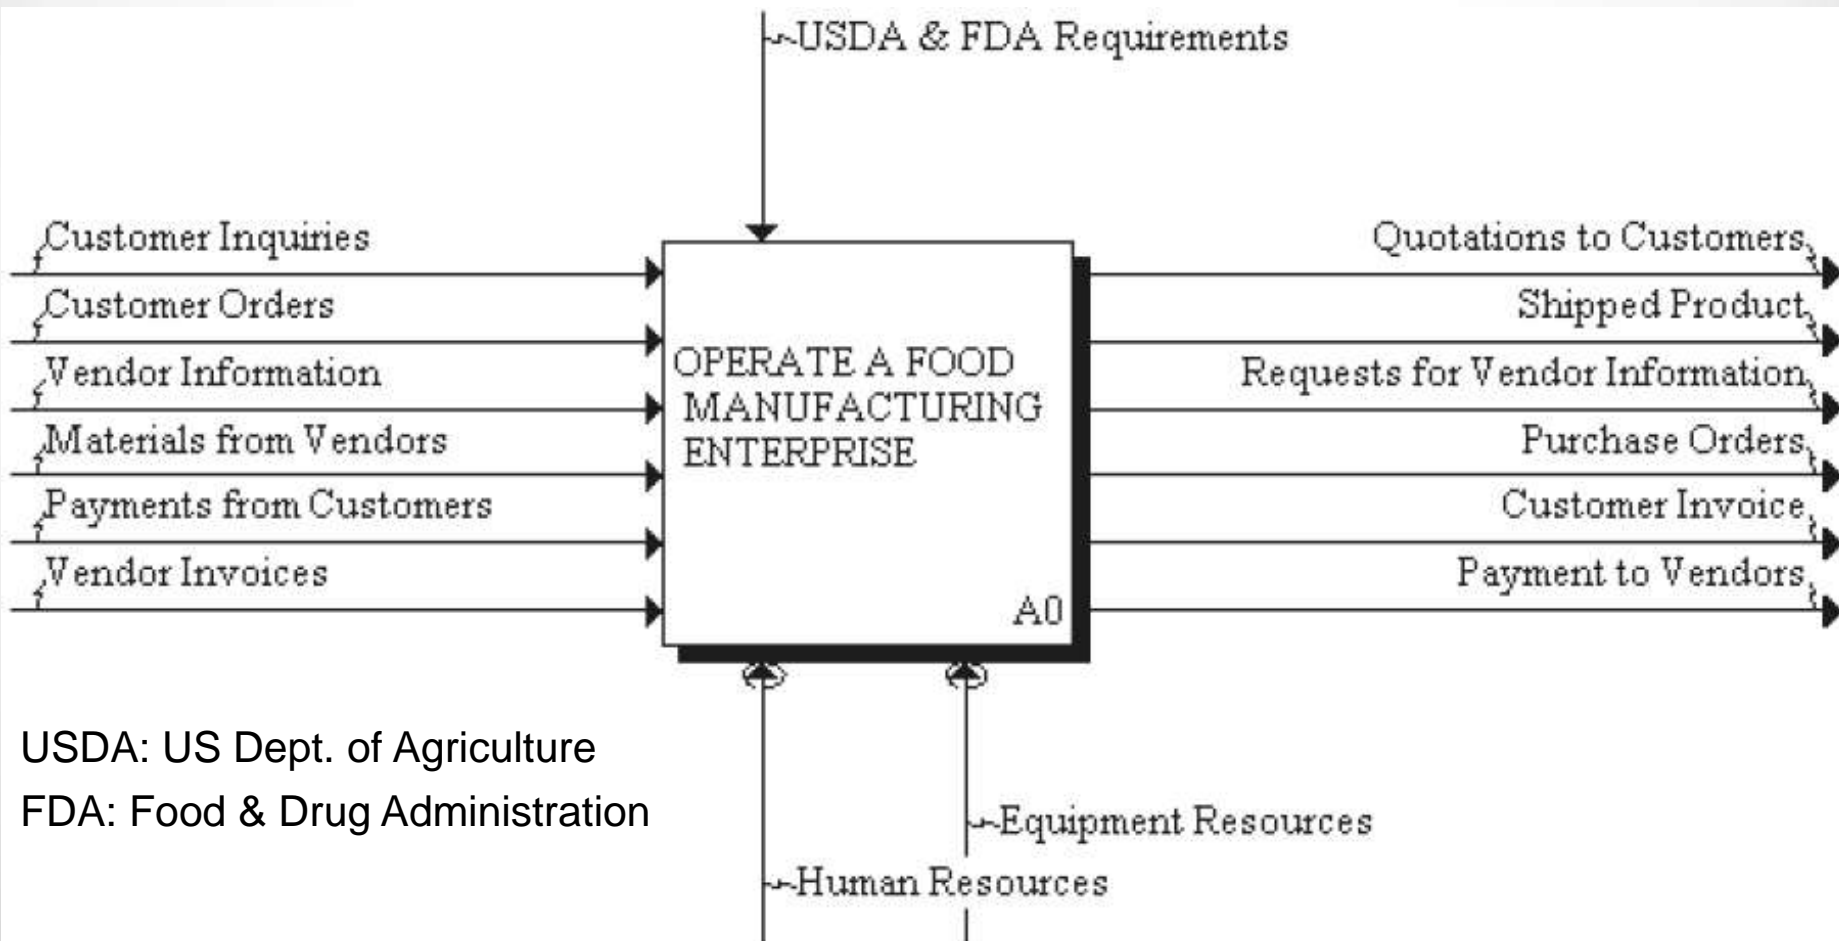 USDA & FDA Requirements
Customer Inquiries
Customer Orders
Vendor Information
Materials from Vendors
Payments from Customers
Vendor Invoices
OPERATE A FOOD
MANUFACTURING
ENTERPRISE
A0
Quotations to Customers
Shipped Product
Requests for Vendor Information
Purchase Orders
Customer Invoice
Payment to Vendors
USDA: US Dept. of Agriculture
FDA: Food & Drug Administration
Equipment Resources
Human Resources